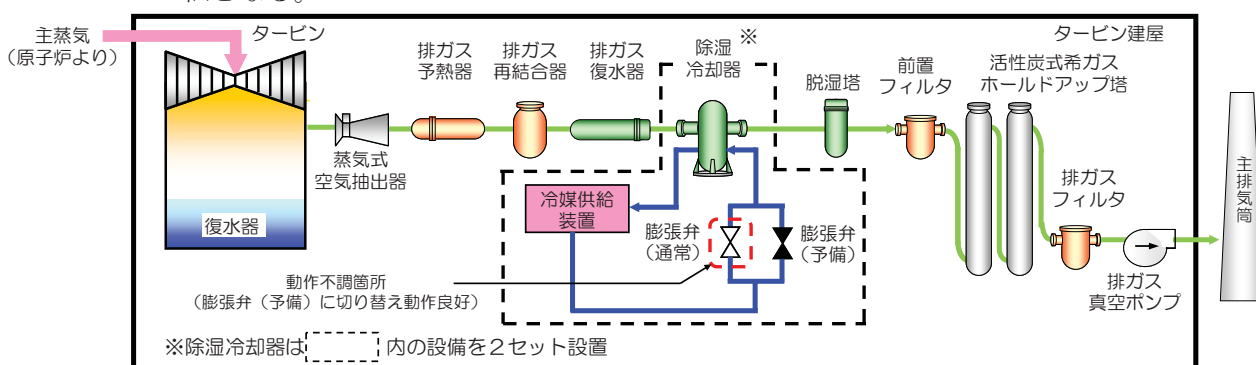 主蒸気
(原子炉より)
タービン
排ガス
予熱器
排ガス
再結合器
排ガス
復水器
除湿
冷却器
※
脱湿塔
前置
フィルタ
タービン建屋
活性炭式希ガス
ホールドアップ塔
蒸気式
空気抽出器
復水器
冷媒供給
装置
膨張弁
(通常)
膨張弁
(予備)
排ガス
フィルタ
排ガス
真空ポンプ
主排気筒
動作不調箇所
(膨張弁(予備)に切り替え動作良好)
※除湿冷却器は 内の設備を2セット設置